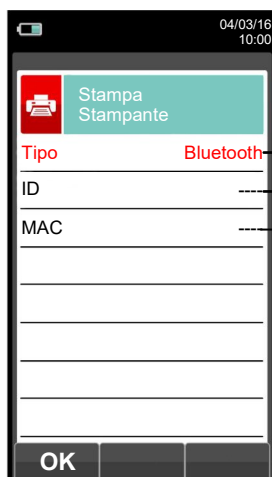 04/03/16
10:00
Stampa
Stampante
Tipo Bluetooth
ID ----
MAC ----
OK